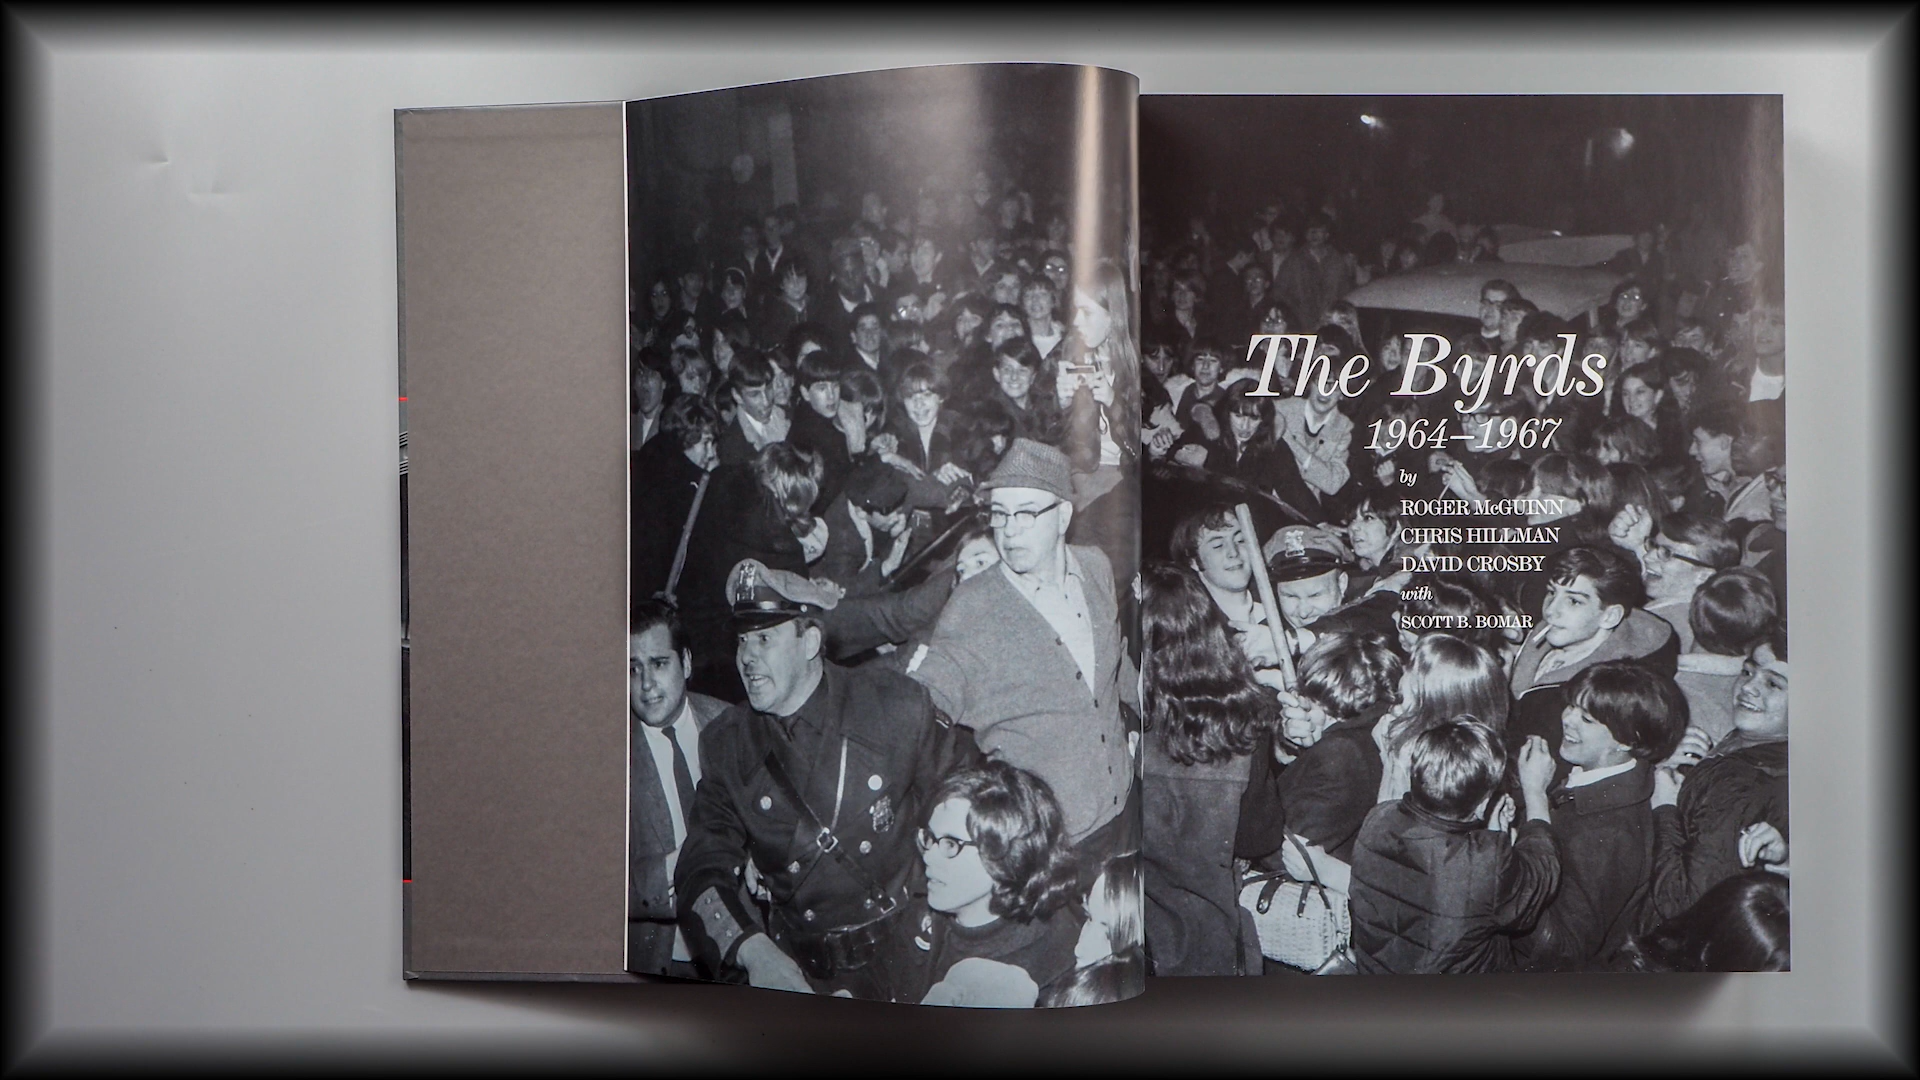 The Byrds
1964–1967
by
ROGER McGUINN
CHRIS HILLMAN
DAVID CROSBY
with
SCOTT B. BOMAR